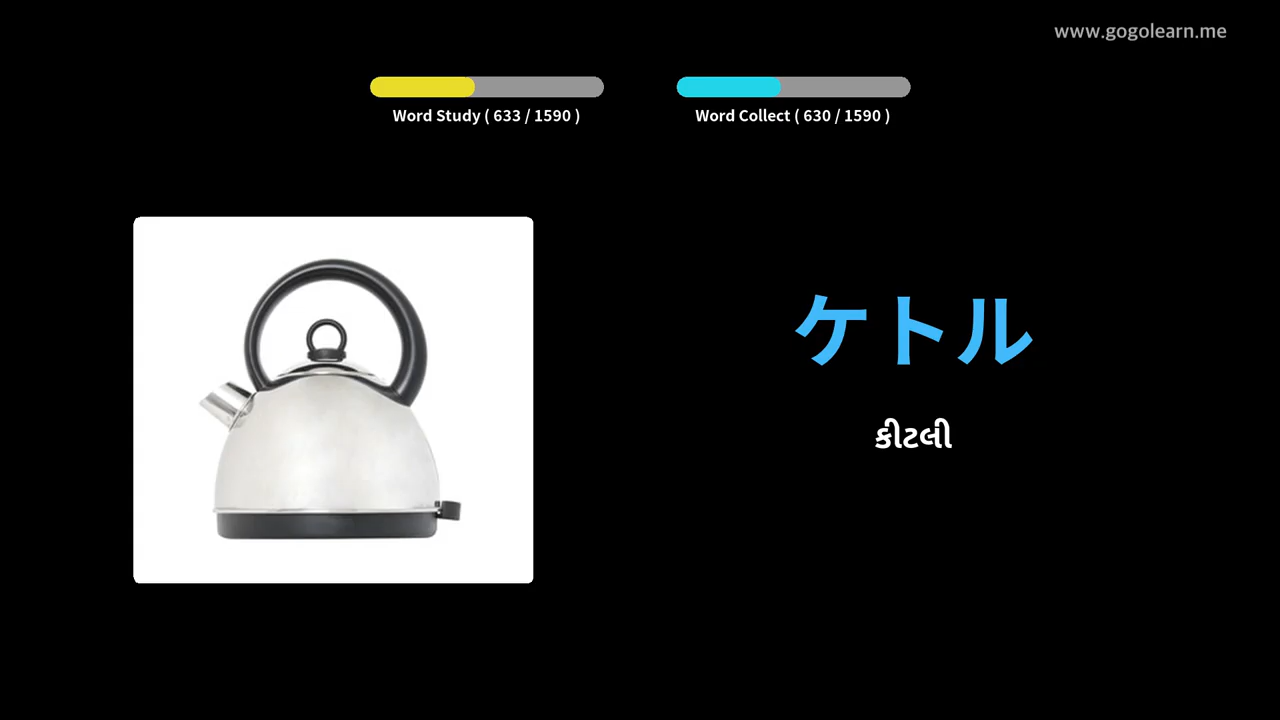 www.gogolearn.me
Word Study ( 633 / 1590 )
Word Collect ( 630 / 1590 )
ケトル
કીટલી